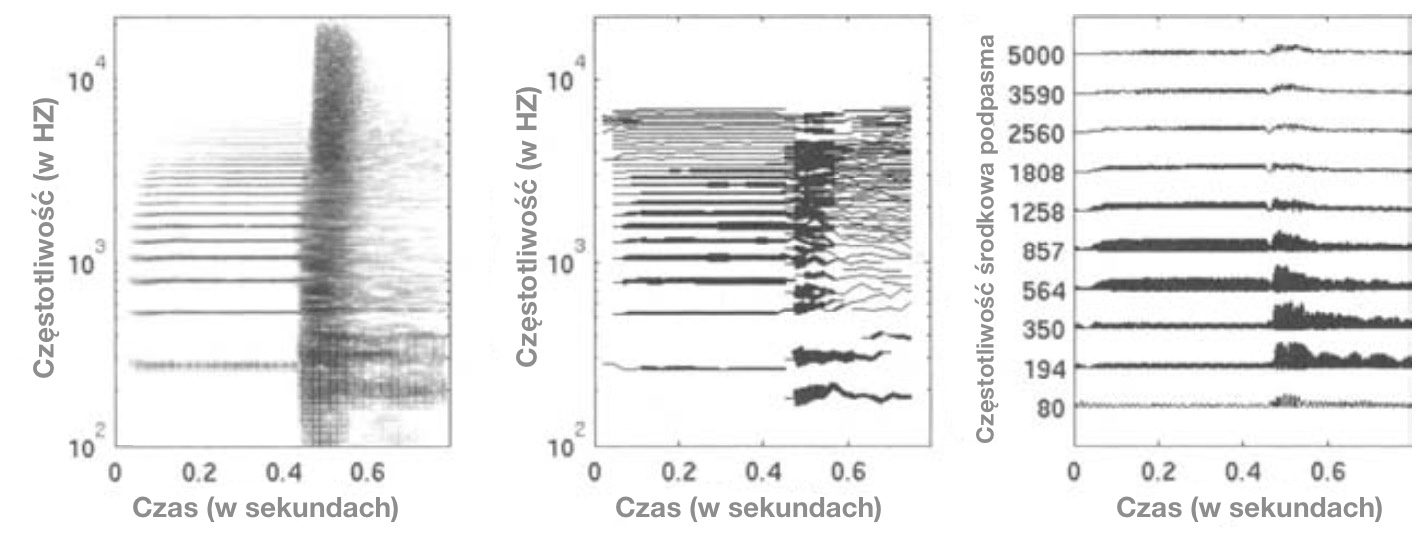 Częstotliwość (w HZ)
10 4
10 3
10 2
0 0.2 0.4 0.6
Czas (w sekundach)
Częstotliwość (w HZ)
10 4
10 3
10 2
0 0.2 0.4 0.6
Czas (w sekundach)
Częstotliwość środkowa podpasma
5000
3590
2560
1808
1258
857
564
350
194
80
0 0.2 0.4 0.6
Czas (w sekundach)